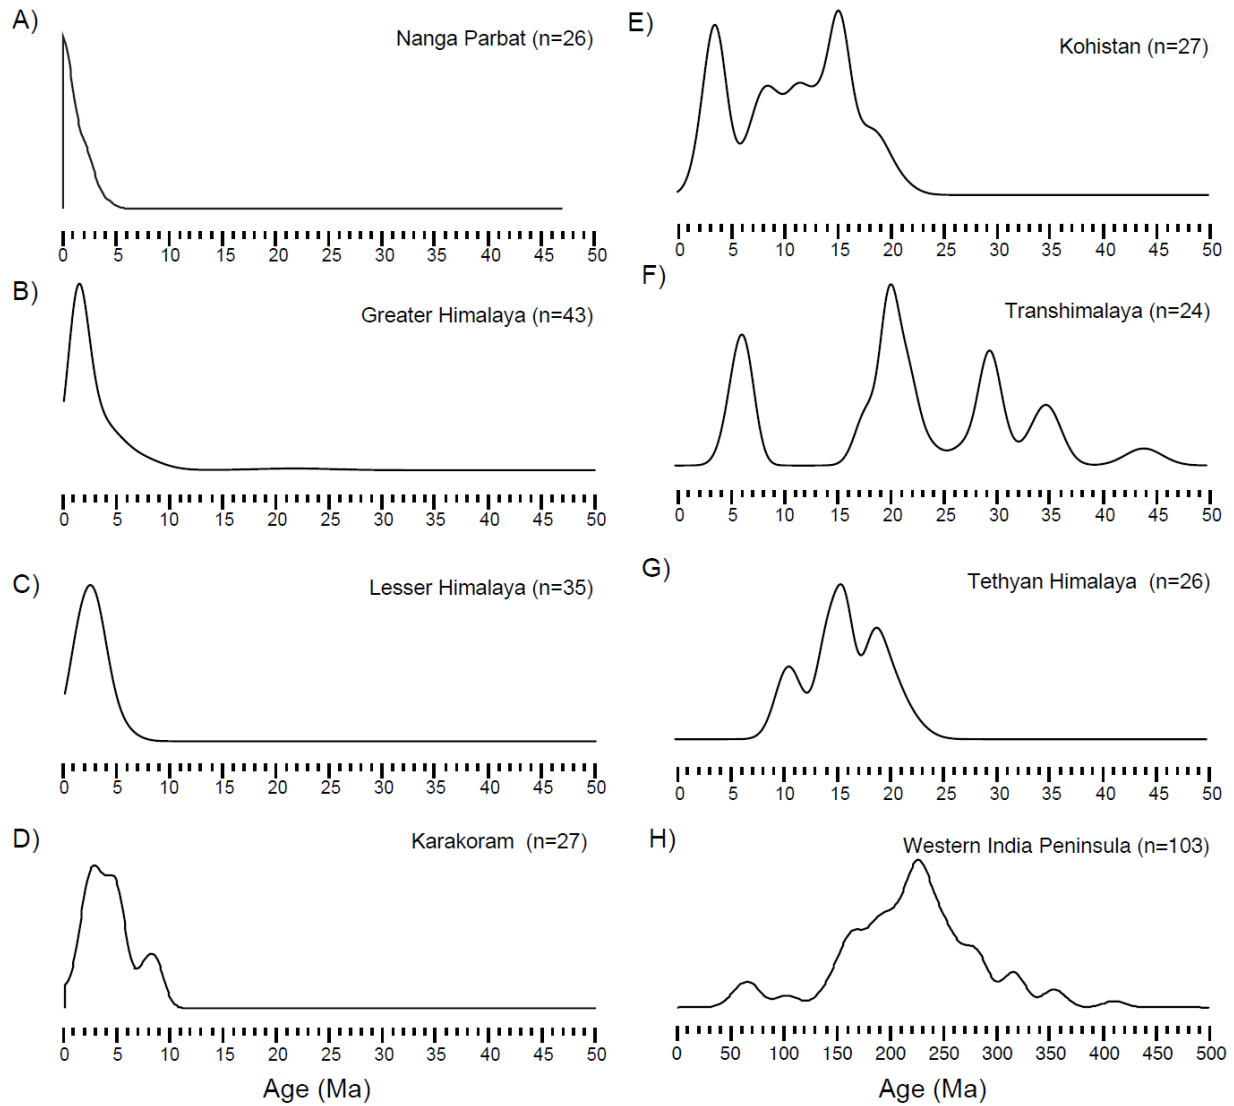 A)
Nanga Parbat (n=26)
0 5 10 15 20 25 30 35 40 45 50
B)
Greater Himalaya (n=43)
0 5 10 15 20 25 30 35 40 45 50
C)
Lesser Himalaya (n=35)
0 5 10 15 20 25 30 35 40 45 50
D)
Karakoram (n=27)
0 5 10 15 20 25 30 35 40 45 50
Age (Ma)
E)
Kohistan (n=27)
0 5 10 15 20 25 30 35 40 45 50
F)
Transhimalaya (n=24)
0 5 10 15 20 25 30 35 40 45 50
G)
Tethyan Himalaya (n=26)
0 5 10 15 20 25 30 35 40 45 50
H)
Western India Peninsula (n=103)
0 50 100 150 200 250 300 350 400 450 500
Age (Ma)